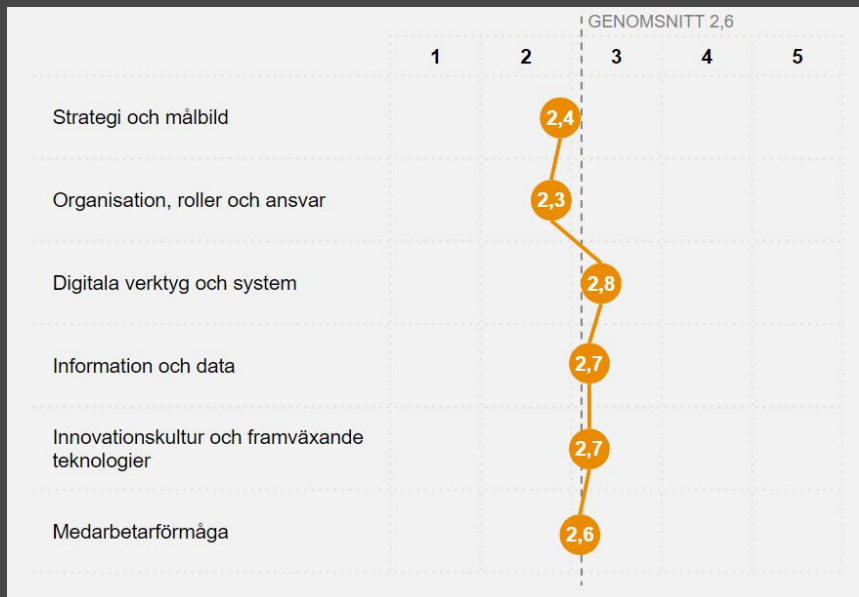 GENOMSNITT 2,6
1 2 3 4 5
Strategi och målbild 2,4
Organisation, roller och ansvar 2,3
Digitala verktyg och system 2,8
Information och data 2,7
Innovationskultur och framväxande
teknologier 2,7
Medarbetarförmåga 2,6